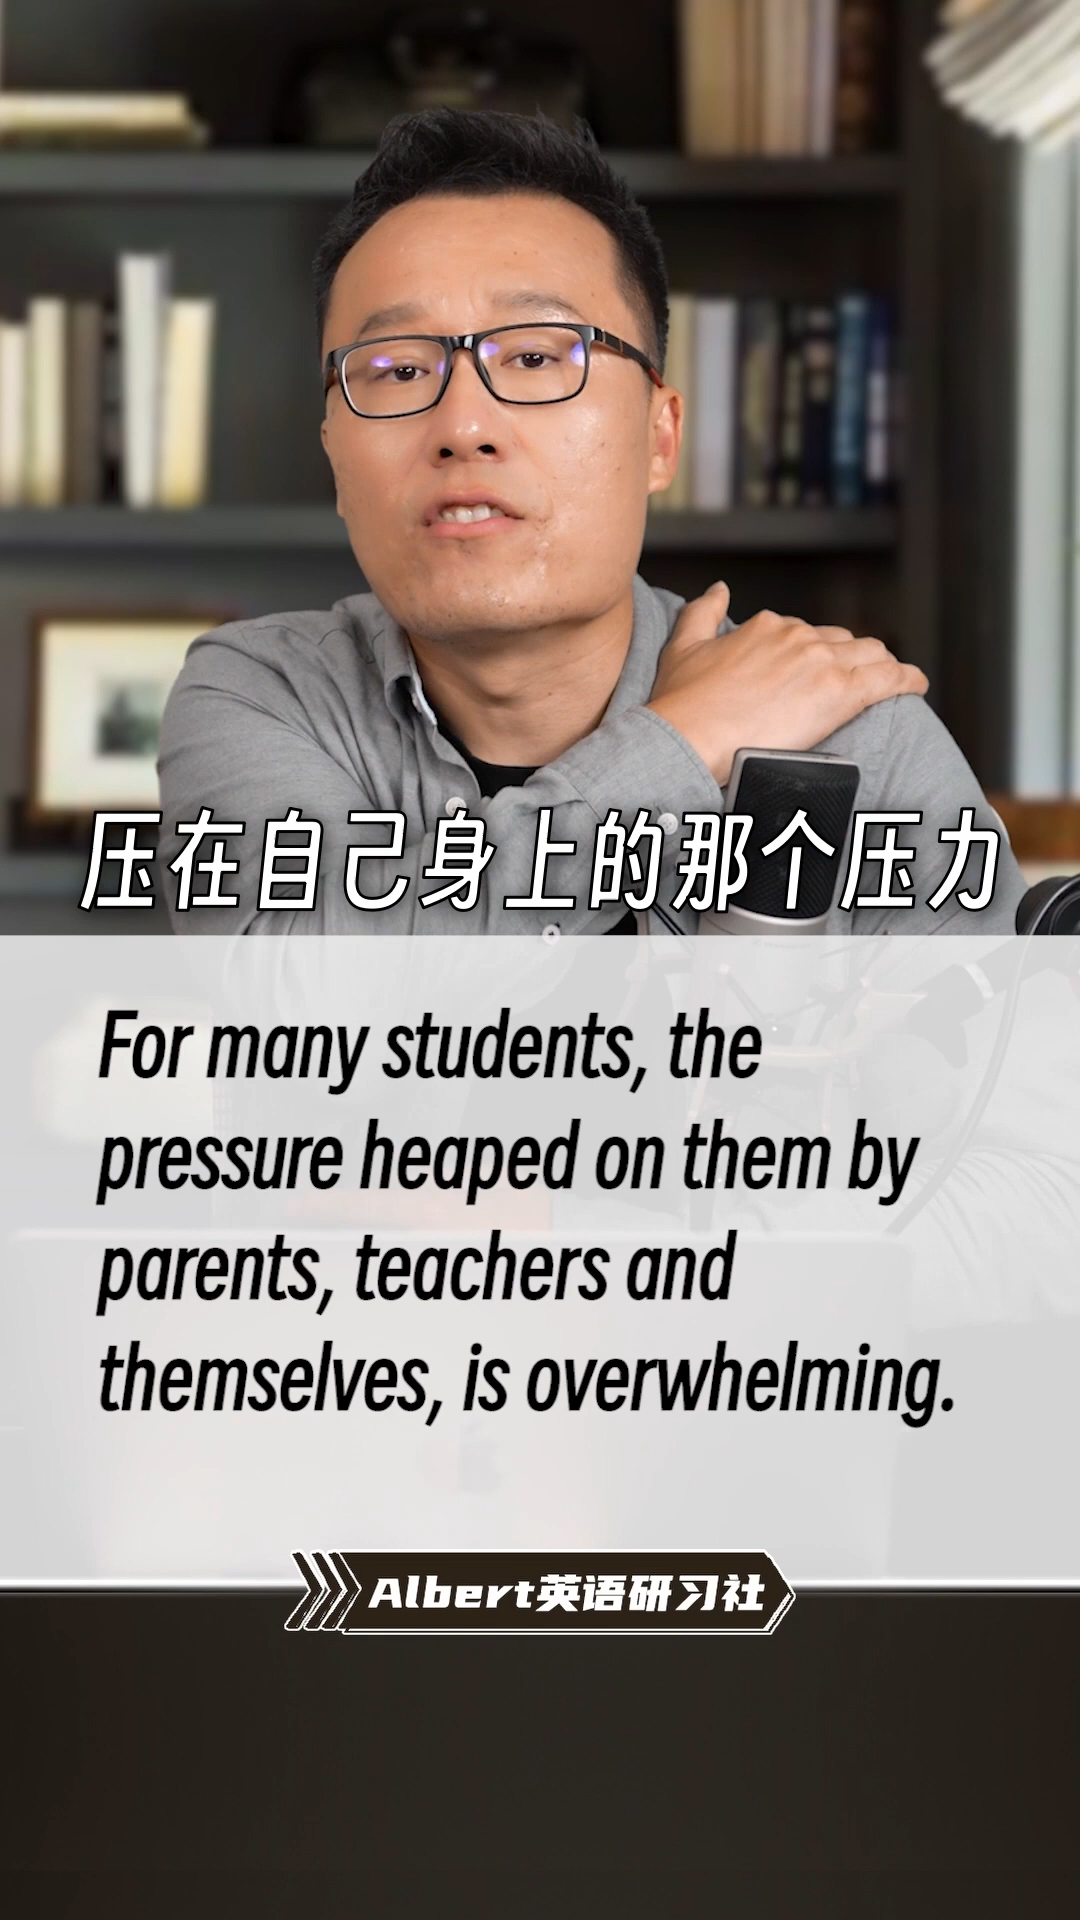 压在自己身上的那个压力
For many students, the
pressure heaped on them by
parents, teachers and
themselves, is overwhelming.
Albert英语研习社